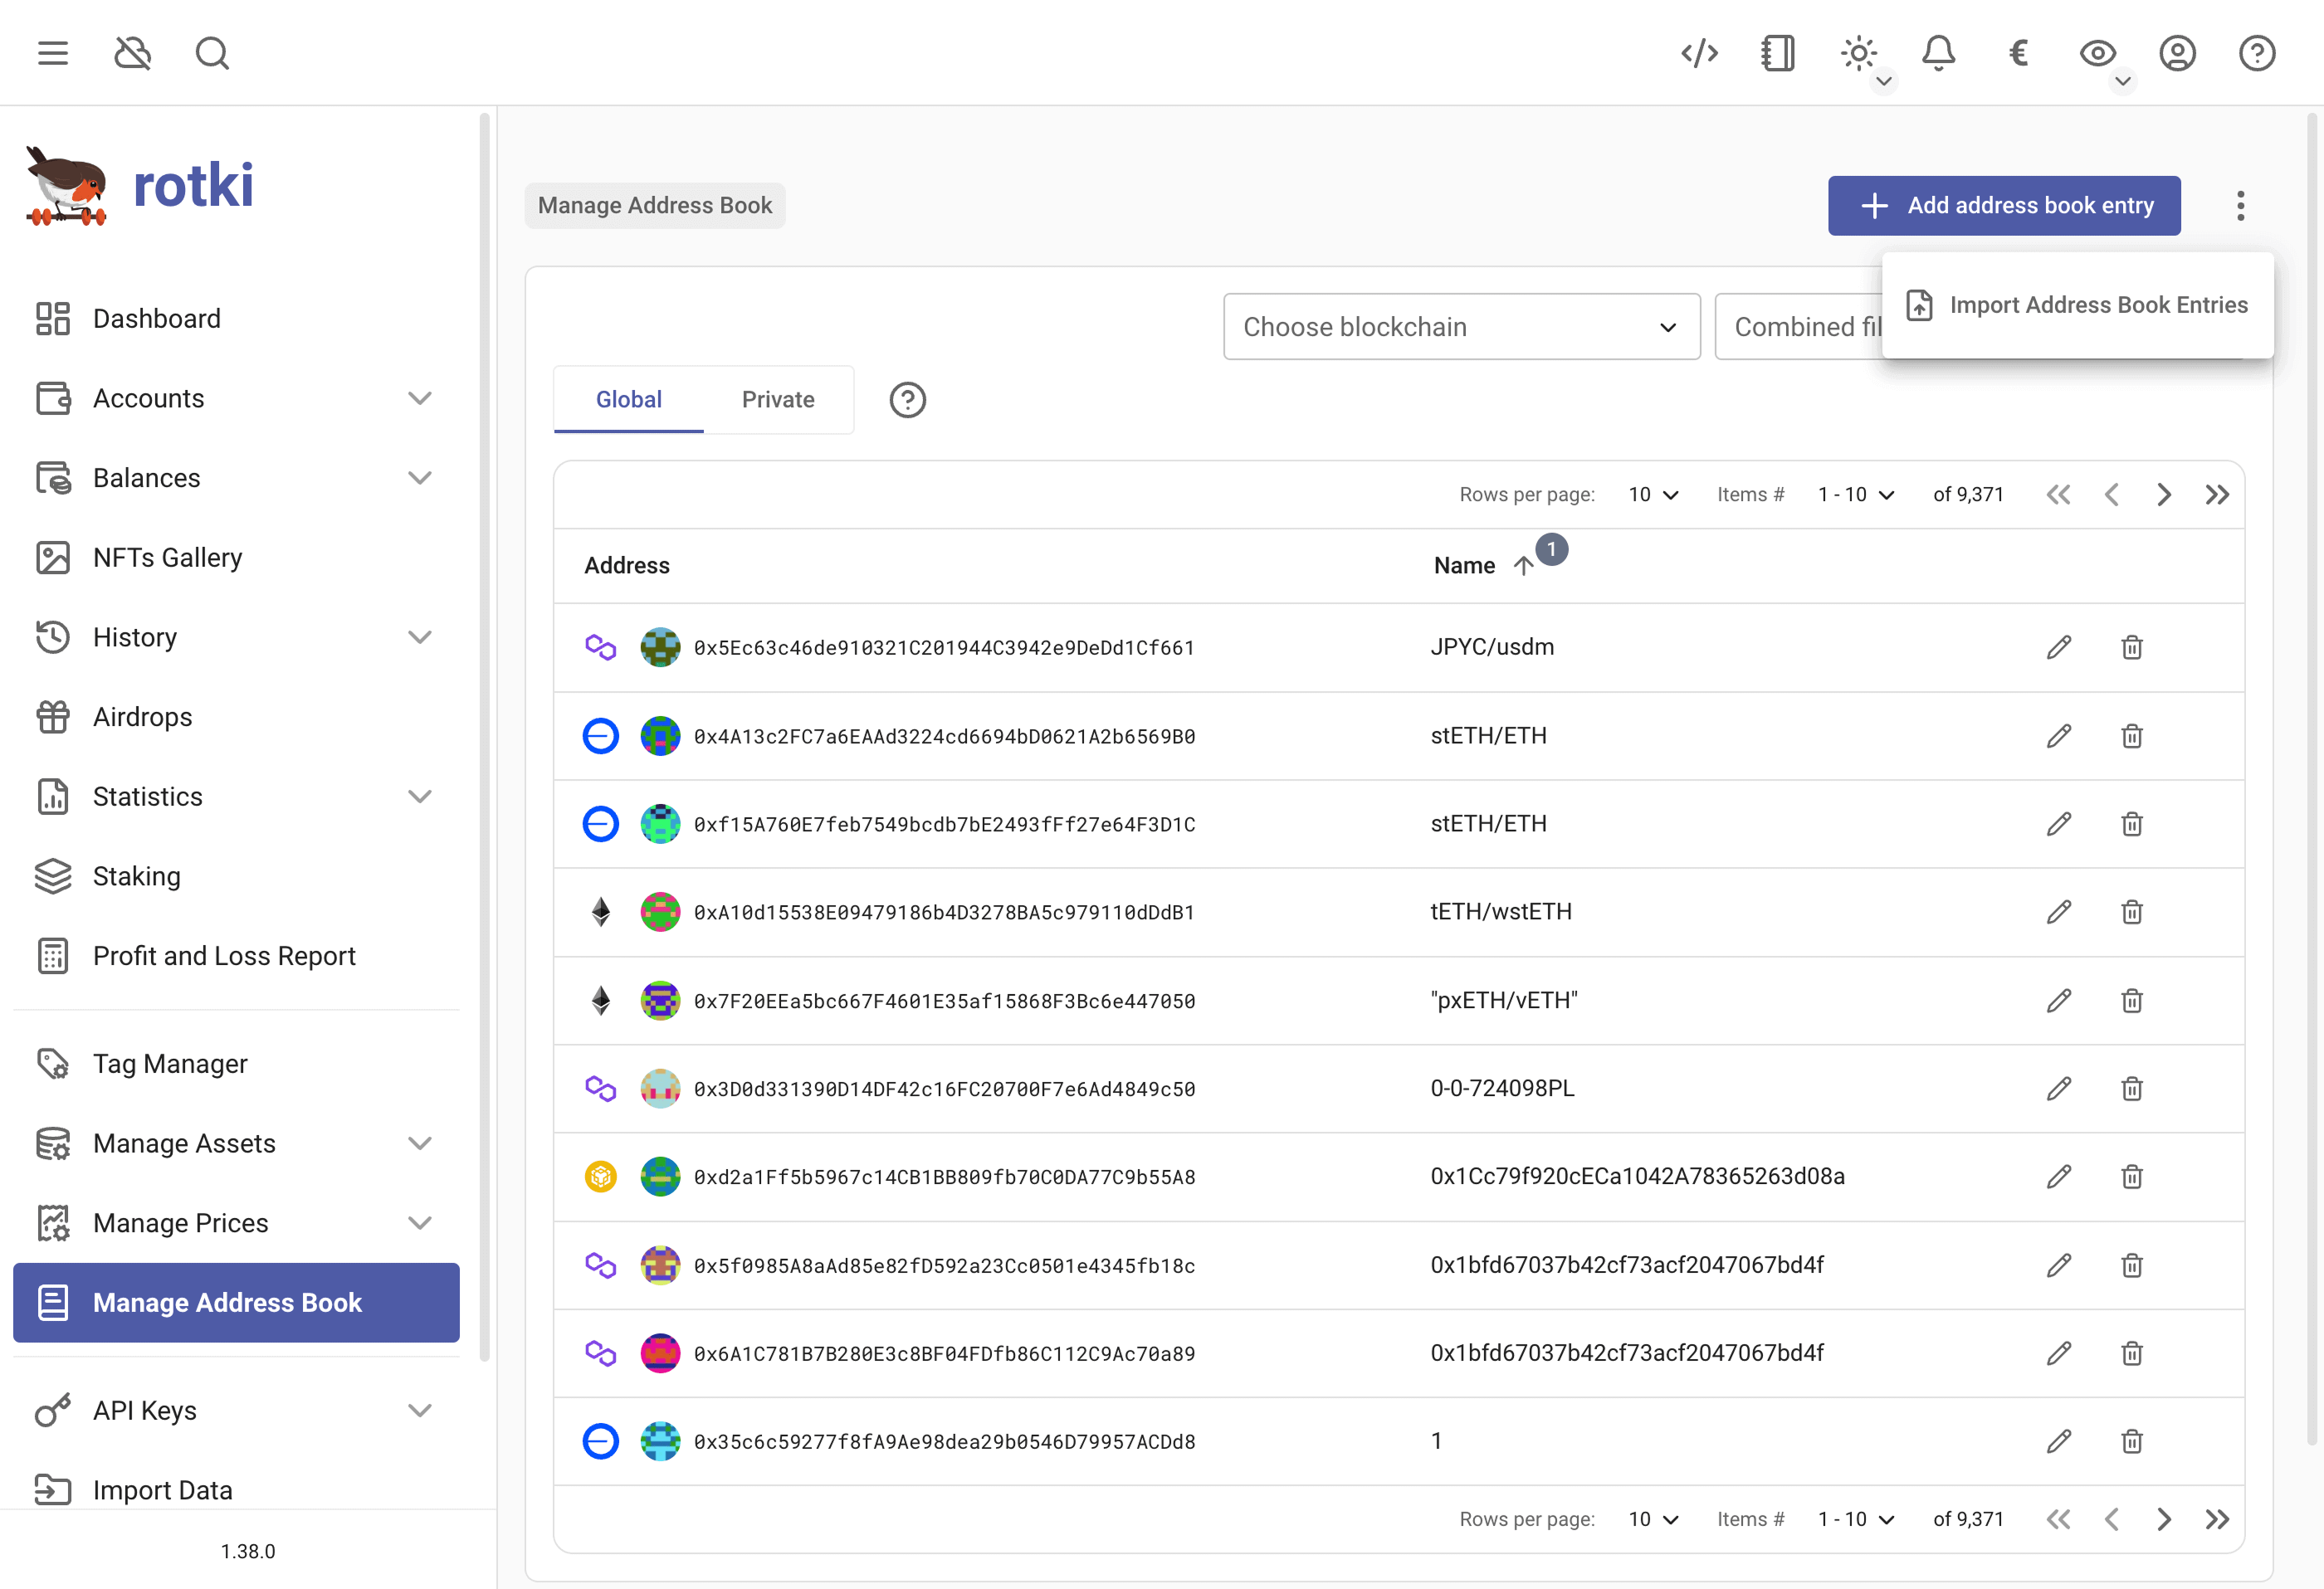 €
rotki
Dashboard
Accounts
Balances
NFTs Gallery
History
Airdrops
Statistics
Staking
Profit and Loss Report
Tag Manager
Manage Assets
Manage Prices
Manage Address Book
API Keys
Import Data
1.38.0
Manage Address Book
Add address book entry
Import Address Book Entries
Choose blockchain
Combined fil
Global Private
Rows per page: 10 Items # 1 - 10 of 9,371
Address Name 1
0x5Ec63c46de910321C201944C3942e9DeDd1Cf661 JPYC/usdm
0x4A13c2FC7a6EAAd3224cd6694bD0621A2b6569B0 stETH/ETH
0xf15A760E7feb7549bcdb7bE2493fFf27e64F3D1C stETH/ETH
0xA10d15538E09479186b4D3278BA5c979110dDdB1 tETH/wstETH
0x7F20EEa5bc667F4601E35af15868F3Bc6e447050 "pxETH/vETH"
0x3D0d331390D14DF42c16FC20700F7e6Ad4849c50 0-0-724098PL
0xd2a1Ff5b5967c14CB1BB809fb70C0DA77C9b55A8 0x1Cc79f920cECa1042A78365263d08a
0x5f0985A8aAd85e82fD592a23Cc0501e4345fb18c 0x1bfd67037b42cf73acf2047067bd4f
0x6A1C781B7B280E3c8BF04FDfb86C112C9Ac70a89 0x1bfd67037b42cf73acf2047067bd4f
0x35c6c59277f8fA9Ae98dea29b0546D79957ACDd8 1
Rows per page: 10 Items # 1 - 10 of 9,371